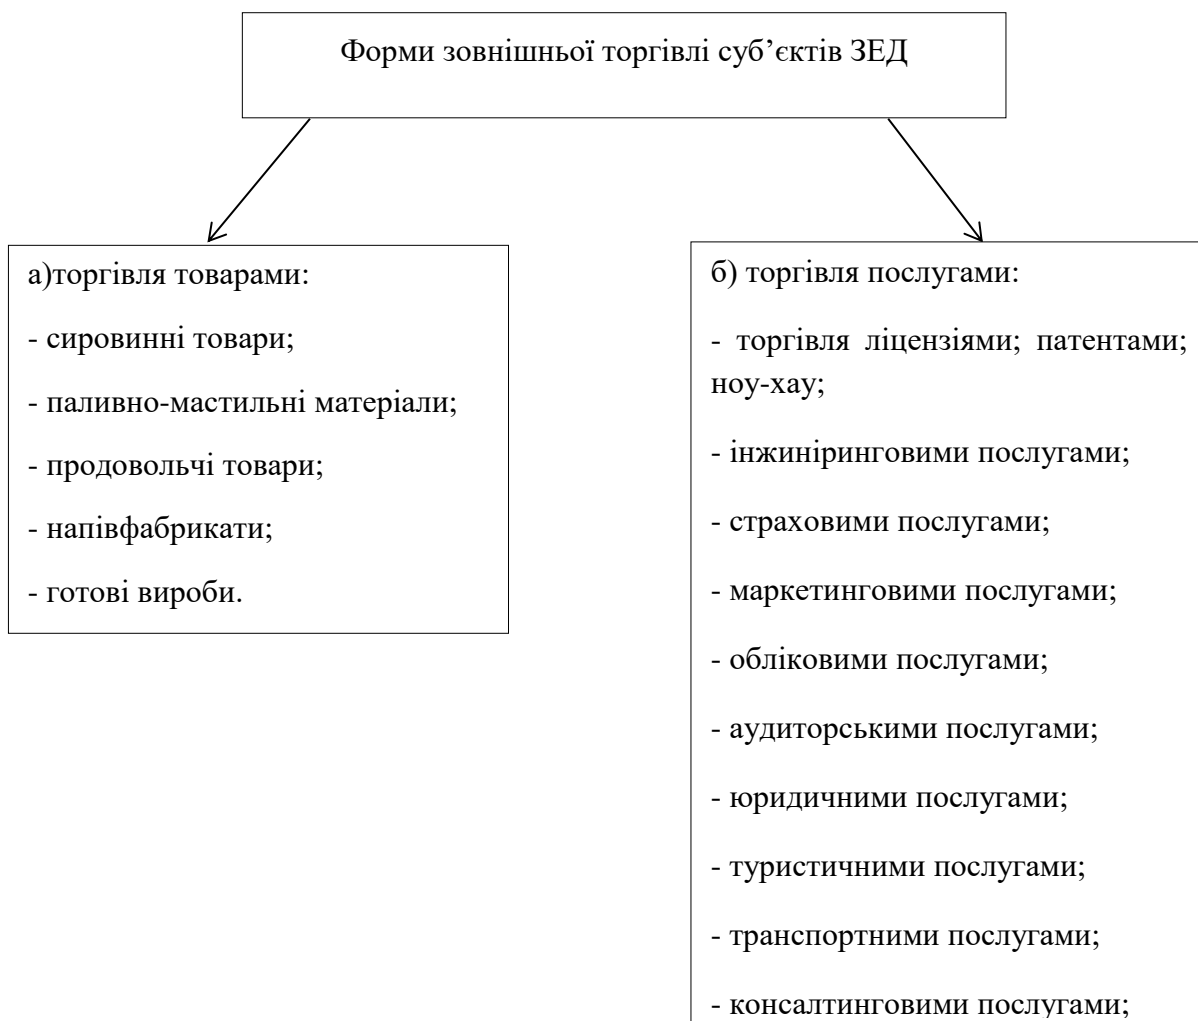 Форми зовнішньої торгівлі суб’єктів ЗЕД
а)торгівля товарами:
- сировинні товари;
- паливно-мастильні матеріали;
- продовольчі товари;
- напівфабрикати;
- готові вироби.
б) торгівля послугами:
- торгівля ліцензіями; патентами;
ноу-хау;
- інжиніринговими послугами;
- страховими послугами;
- маркетинговими послугами;
- обліковими послугами;
- аудиторськими послугами;
- юридичними послугами;
- туристичними послугами;
- транспортними послугами;
- консалтинговими послугами;